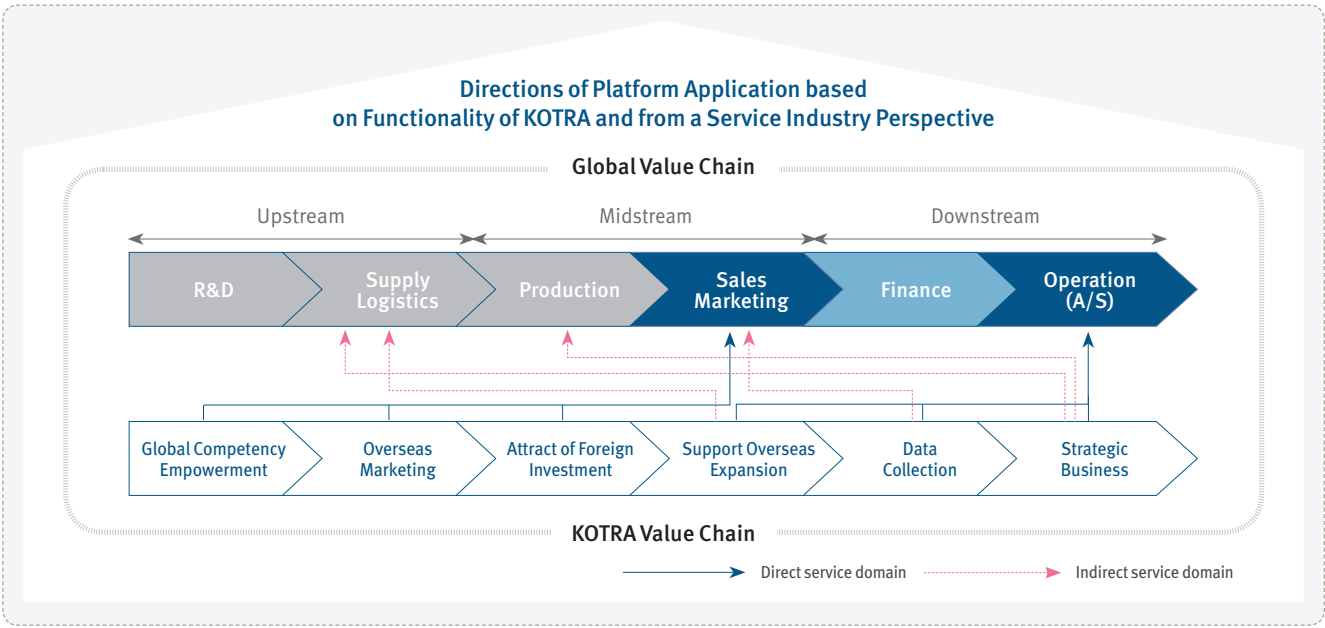 Directions of Platform Application based
on Functionality of KOTRA and from a Service Industry Perspective
Global Value Chain
Upstream
Midstream
Downstream
R&D
Supply
Logistics
Production
Sales
Marketing
Finance
Operation
(A/S)
Global Competency
Empowerment
Overseas
Marketing
Attract of Foreign
Investment
Support Overseas
Expansion
Data
Collection
Strategic
Business
KOTRA Value Chain
Direct service domain
Indirect service domain